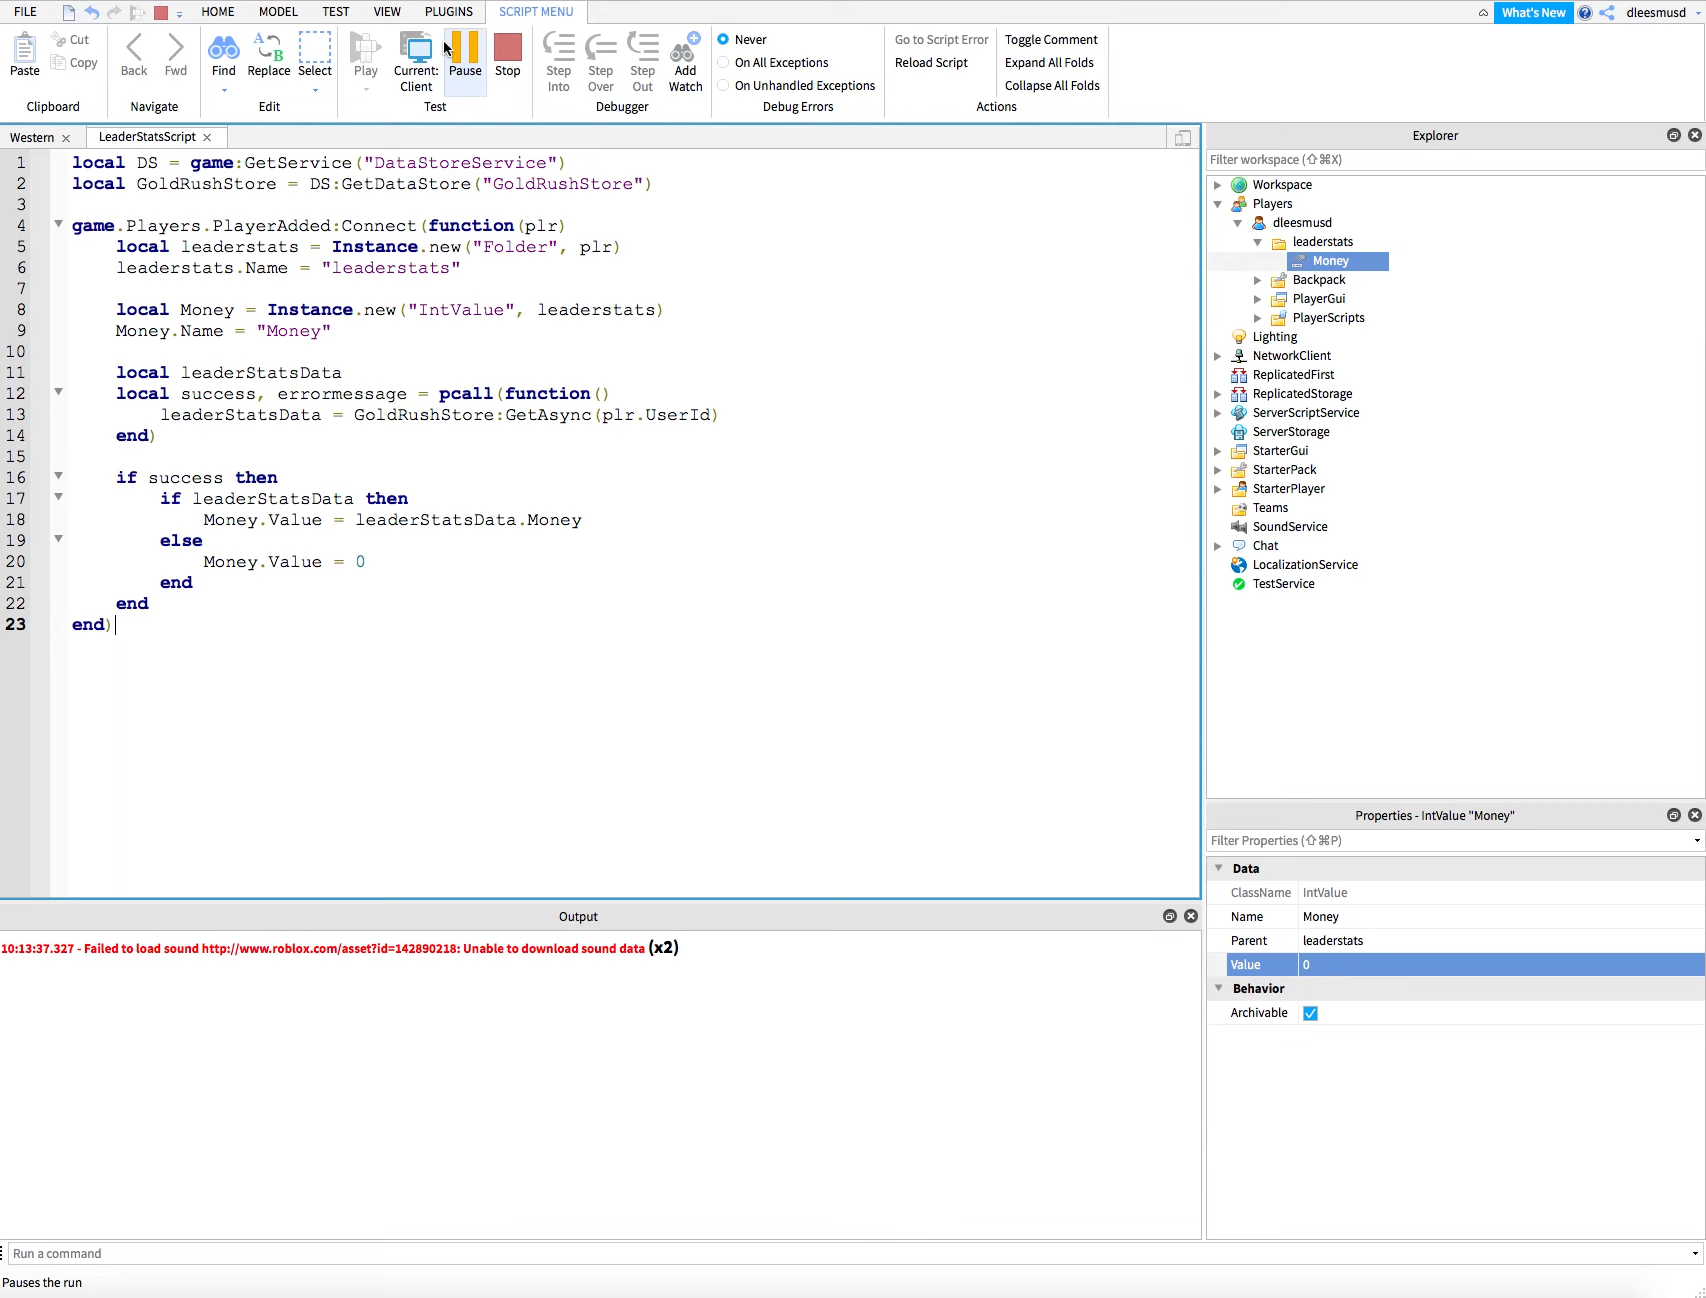 FILE HOME MODEL TEST VIEW PLUGINS SCRIPT MENU What's New dleesmusd
Paste Cut Copy Back Fwd Find Replace Select Play Current: Client Pause Stop Step Into Step Over Step Out Add Watch
Never
On All Exceptions
On Unhandled Exceptions
Go to Script Error
Reload Script
Toggle Comment
Expand All Folds
Collapse All Folds
Clipboard Navigate Edit Test Debugger Debug Errors Actions
Western LeaderStatsScript
1 local DS = game:GetService("DataStoreService")
2 local GoldRushStore = DS:GetDataStore("GoldRushStore")
3
4 game.Players.PlayerAdded:Connect(function(plr)
5 local leaderstats = Instance.new("Folder", plr)
6 leaderstats.Name = "leaderstats"
7
8 local Money = Instance.new("IntValue", leaderstats)
9 Money.Name = "Money"
10
11 local leaderStatsData
12 local success, errormessage = pcall(function()
13 leaderStatsData = GoldRushStore:GetAsync(plr.UserId)
14 end)
15
16 if success then
17 if leaderStatsData then
18 Money.Value = leaderStatsData.Money
19 else
20 Money.Value = 0
21 end
22 end
23 end)
Explorer
Filter workspace (⇧⌘X)
Workspace
Players
dleesmusd
leaderstats
Money
Backpack
PlayerGui
PlayerScripts
Lighting
NetworkClient
ReplicatedFirst
ReplicatedStorage
ServerScriptService
ServerStorage
StarterGui
StarterPack
StarterPlayer
Teams
SoundService
Chat
LocalizationService
TestService
Properties - IntValue "Money"
Filter Properties (⇧⌘P)
Data
ClassName IntValue
Name Money
Parent leaderstats
Value 0
Behavior
Archivable
Output
10:13:37.327 - Failed to load sound http://www.roblox.com/asset?id=142890218: Unable to download sound data (x2)
Run a command
Pauses the run